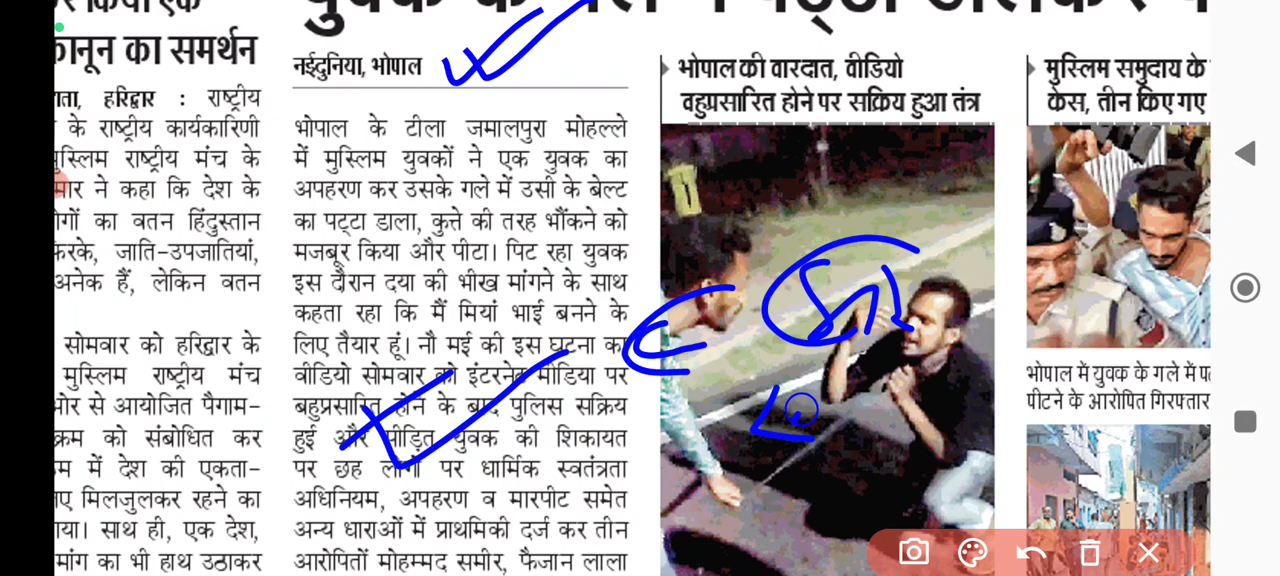 कानून का समर्थन
हरिद्वार : राष्ट्रीय
के राष्ट्रीय कार्यकारिणी
मुस्लिम राष्ट्रीय मंच के
ने कहा कि देश के
का वतन हिंदुस्तान
फिरके, जाति-उपजातियां,
अनेक हैं, लेकिन वतन
सोमवार को हरिद्वार के
मुस्लिम राष्ट्रीय मंच
ओर से आयोजित पैगाम-
को संबोधित कर
में देश की एकता-
मिलजुलकर रहने का
गया। साथ ही, एक देश,
मांग का भी हाथ उठाकर
नईदुनिया, भोपाल
भोपाल के टीला जमालपुरा मोहल्ले
में मुस्लिम युवकों ने एक युवक का
अपहरण कर उसके गले में उसी के बेल्ट
का पट्टा डाला, कुत्ते की तरह भौंकने को
मजबूर किया और पीटा। पिट रहा युवक
इस दौरान दया की भीख मांगने के साथ
कहता रहा कि मैं मियां भाई बनने के
लिए तैयार हूं। नौ मई की इस घटना का
वीडियो सोमवार को इंटरनेट मीडिया पर
बहुप्रसारित होने के बाद पुलिस सक्रिय
हुई और पीड़ित युवक की शिकायत
पर छह लोगों पर धार्मिक स्वतंत्रता
अधिनियम, अपहरण व मारपीट समेत
अन्य धाराओं में प्राथमिकी दर्ज कर तीन
आरोपितों मोहम्मद समीर, फैजान लाला
भोपाल की वारदात, वीडियो
वहुप्रसारित होने पर सक्रिय हुआ तंत्र
मुस्लिम समुदाय के
केस, तीन किए गए
भोपाल में युवक के गले में
पीटने के आरोपित गिरफ्तार